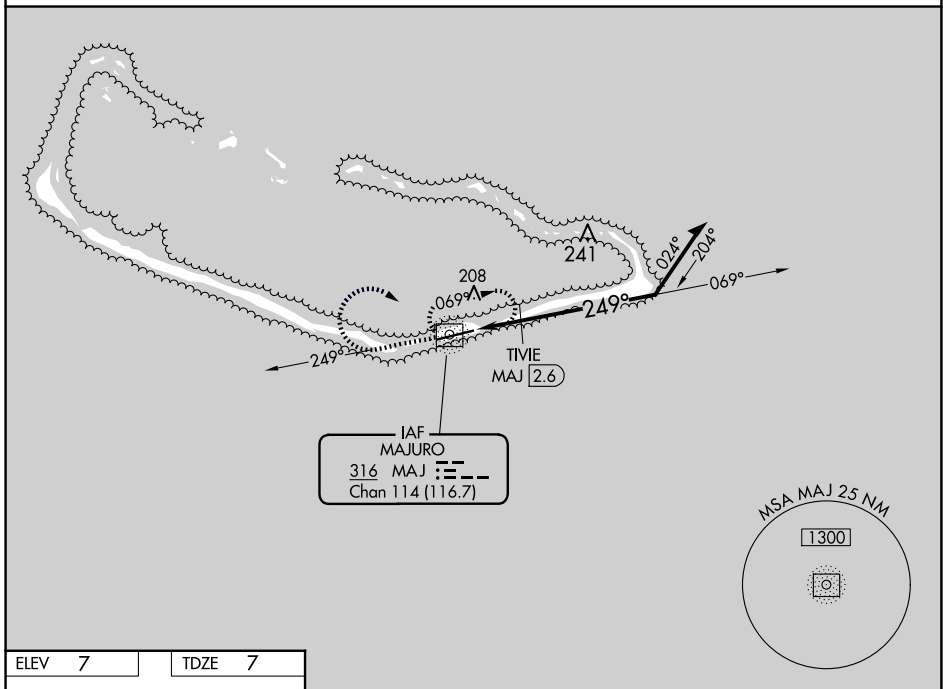 241
208
069°
024°
204°
069°
249°
249°
TIVIE
MAJ 2.6
IAF
MAJURO
316 MAJ
Chan 114 (116.7)
MSA MAJ 25 NM
1300
ELEV 7 TDZE 7